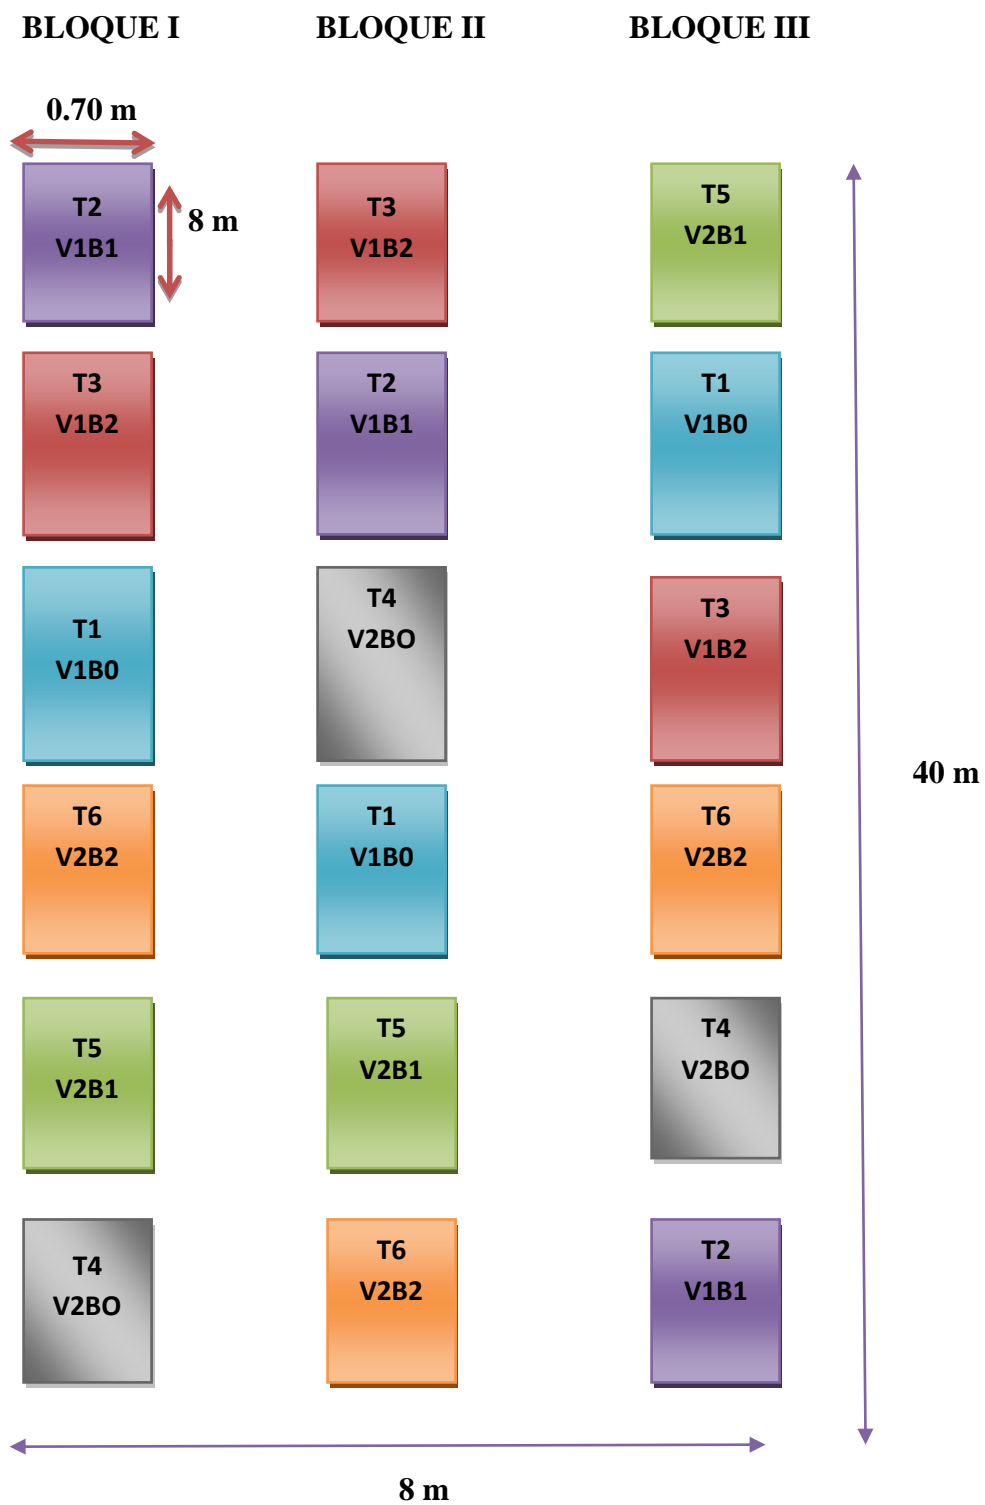 BLOQUE I BLOQUE II BLOQUE III
0.70 m
8 m
T2
V1B1
T3
V1B2
T5
V2B1
T3
V1B2
T2
V1B1
T1
V1B0
T1
V1B0
T4
V2BO
T3
V1B2
40 m
T6
V2B2
T1
V1B0
T6
V2B2
T5
V2B1
T5
V2B1
T4
V2BO
T4
V2BO
T6
V2B2
T2
V1B1
8 m